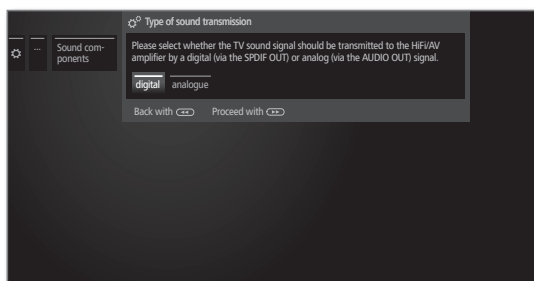 Type of sound transmission
... Sound com-
ponents
Please select whether the TV sound signal should be transmitted to the HiFi/AV
amplifier by a digital (via the SPDIF OUT) or analog (via the AUDIO OUT) signal.
digital analogue
Back with Proceed with